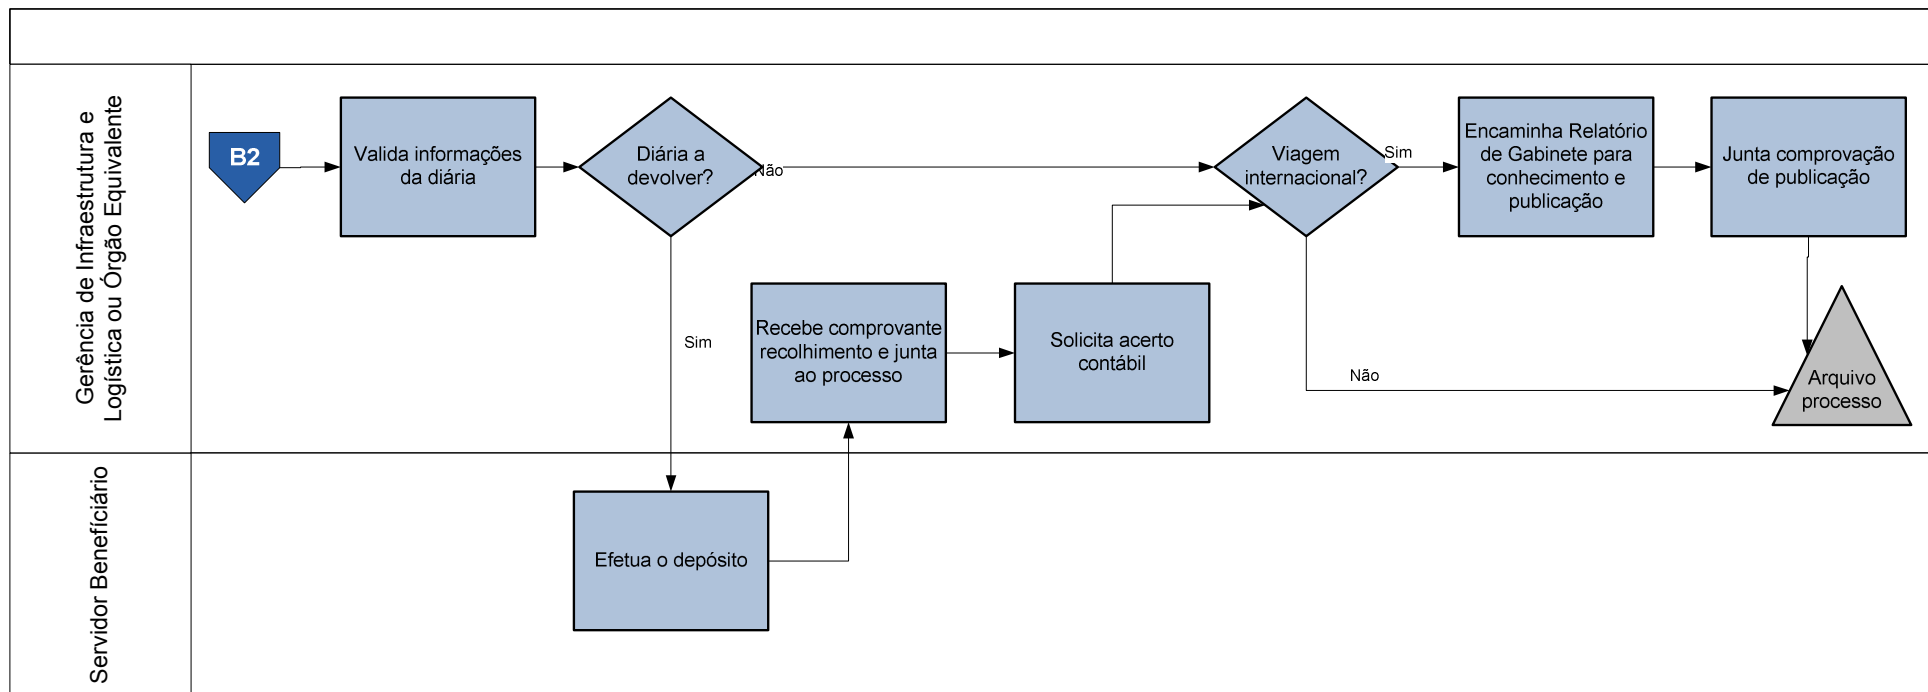 Gerência de Infraestrutura e
Logística ou Órgão Equivalente
B2
Valida informações
da diária
Diária a
devolver?
Não
Viagem
internacional?
Sim
Encaminha Relatório
de Gabinete para
conhecimento e
publicação
Junta comprovação
de publicação
Sim
Recebe comprovante
recolhimento e junta
ao processo
Solicita acerto
contábil
Não
Arquivo
processo
Servidor Benefíciário
Efetua o depósito